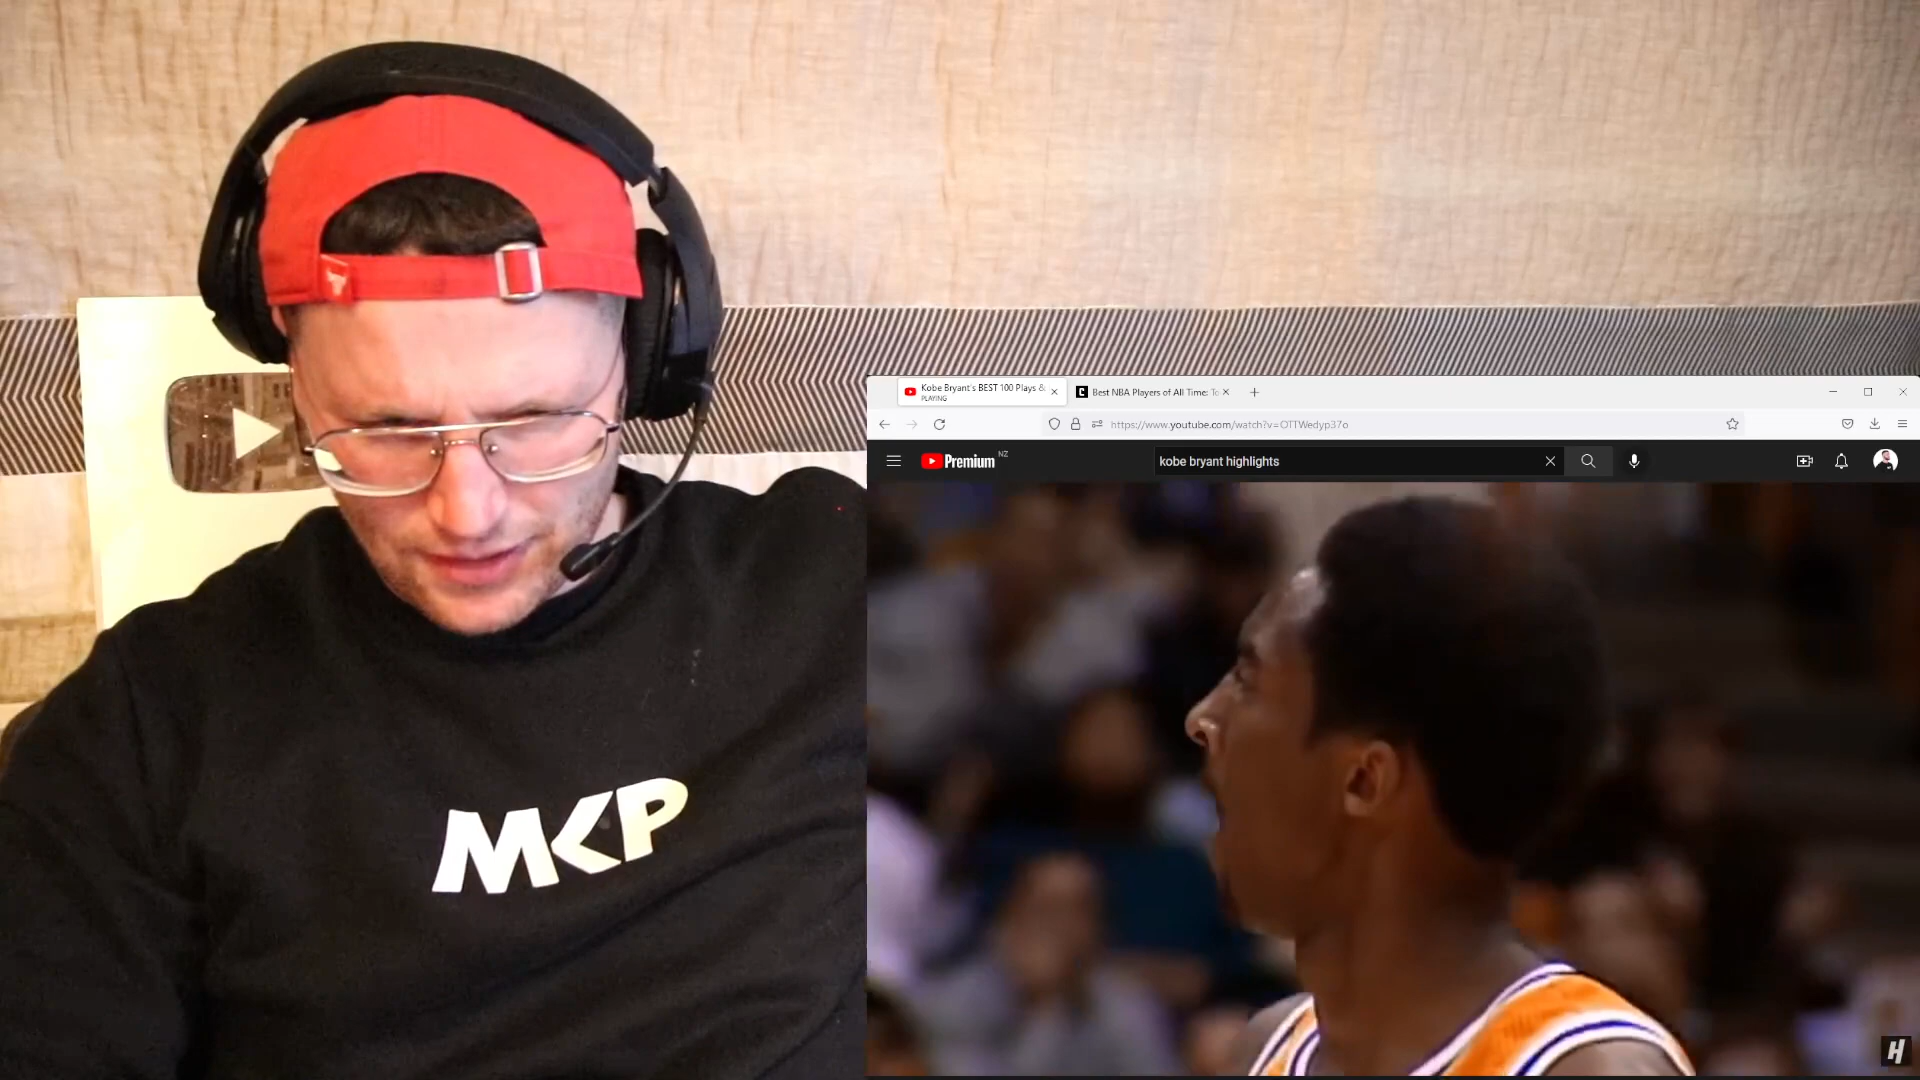 Kobe Bryant's BEST 100 Plays &
PLAYING
Best NBA Players of All Time: To
https://www.youtube.com/watch?v=OTTWedyp37o
Premium NZ
kobe bryant highlights
MKP
H